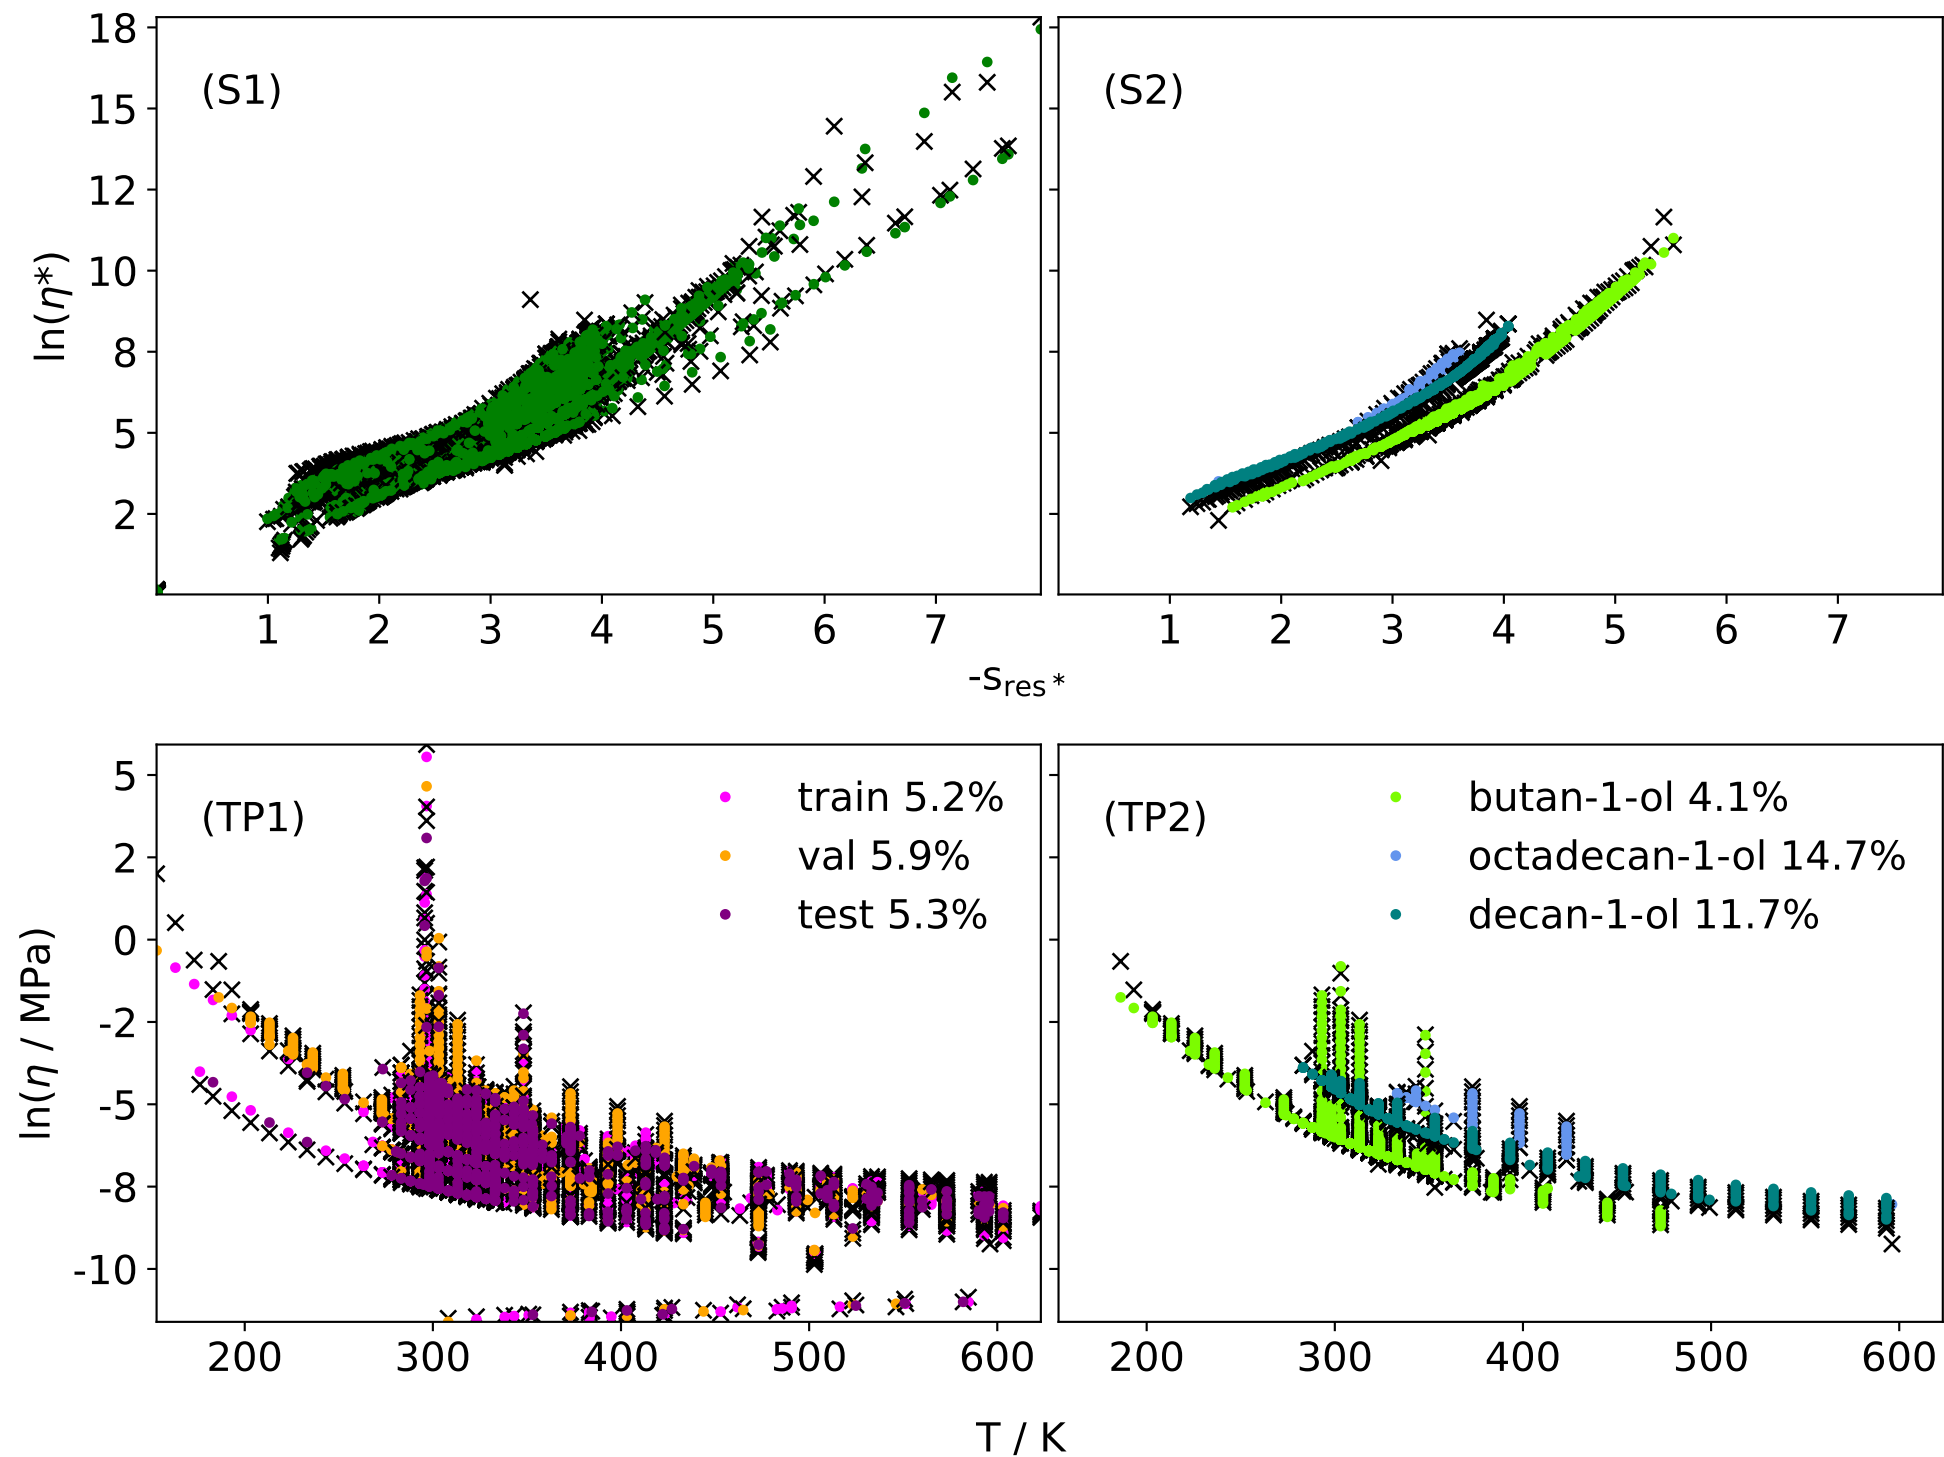 (S1)
(S2)
18
15
12
10
8
5
2
ln(η*)
1 2 3 4 5 6 7
1 2 3 4 5 6 7
-s_res*
(TP1)
train 5.2%
val 5.9%
test 5.3%
(TP2)
butan-1-ol 4.1%
octadecan-1-ol 14.7%
decan-1-ol 11.7%
5
2
0
-2
-5
-8
-10
ln(η / MPa)
200 300 400 500 600
200 300 400 500 600
T / K